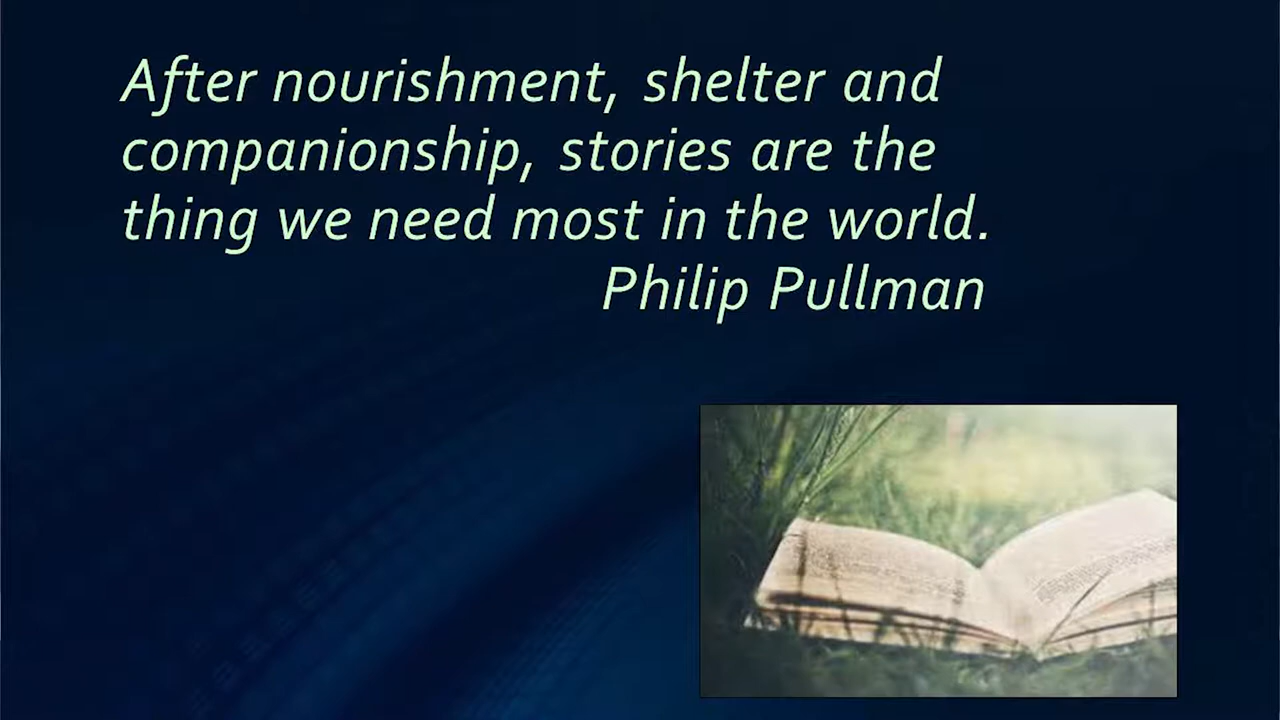 After nourishment, shelter and
companionship, stories are the
thing we need most in the world.
Philip Pullman